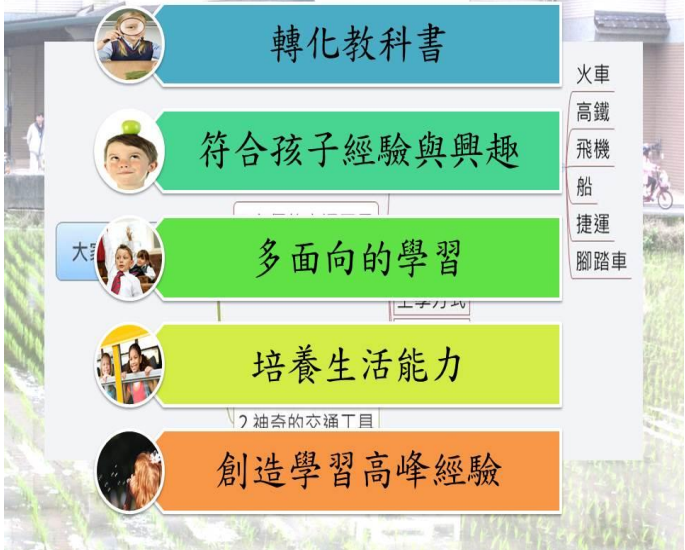 轉化教科書
火車
高鐵
符合孩子經驗與興趣
飛機
船
捷運
腳踏車
大
多面向的學習
上學方式
培養生活能力
2.神奇的交通工具
創造學習高峰經驗